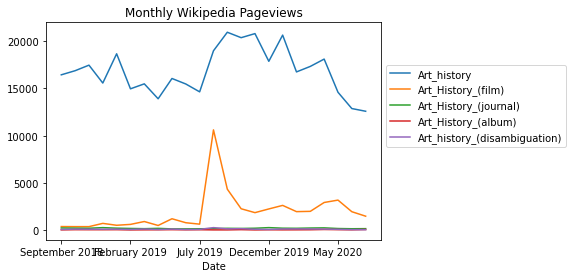 Monthly Wikipedia Pageviews
20000
15000
10000
5000
0
September 2018 February 2019 July 2019 December 2019 May 2020
Date
Art_history
Art_History_(film)
Art_History_(journal)
Art_History_(album)
Art_history_(disambiguation)